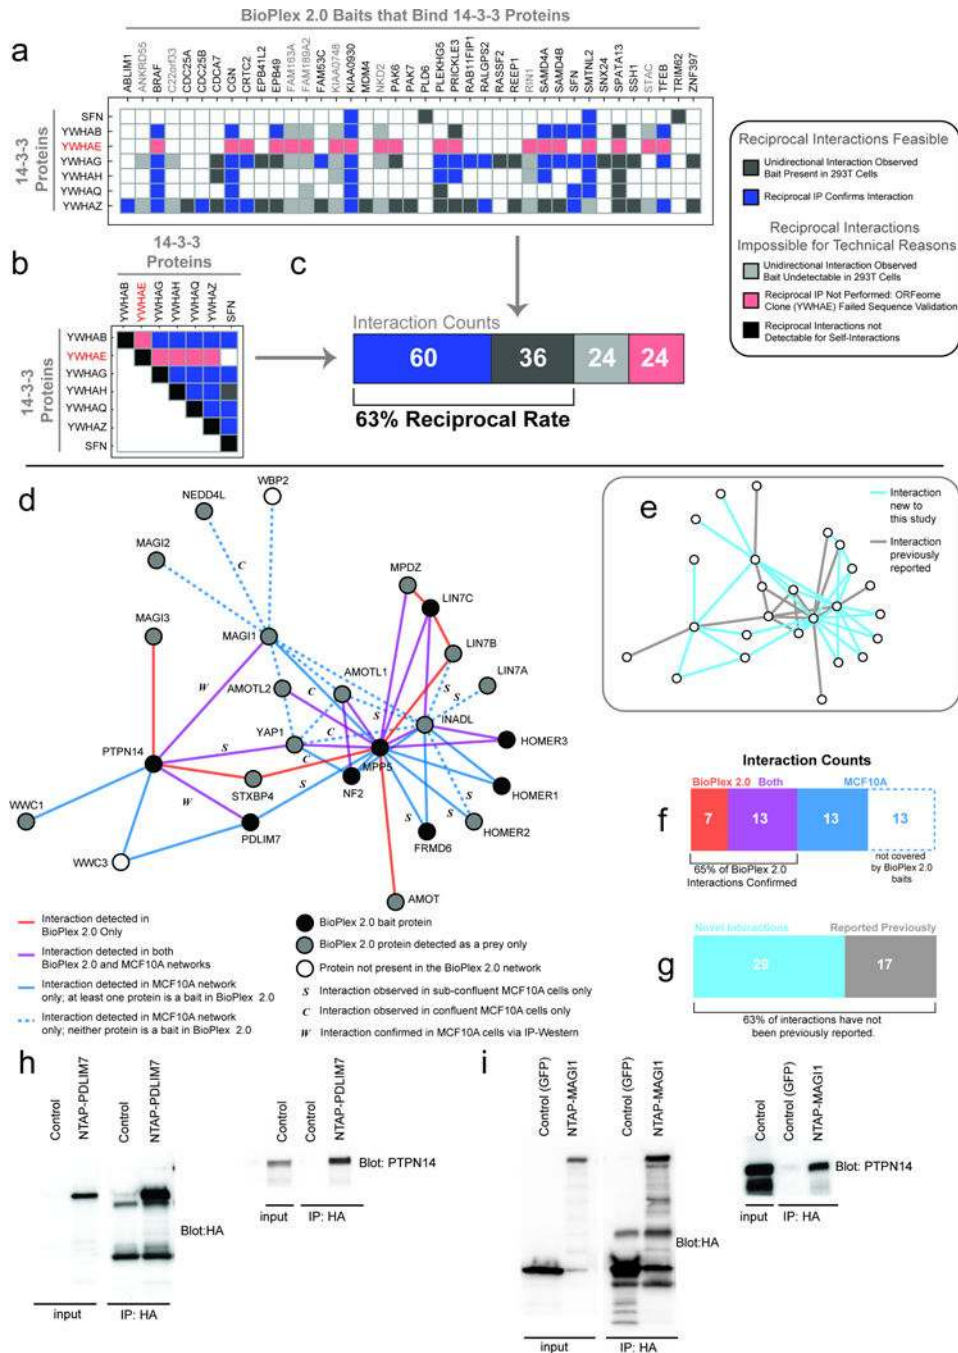 BioPlex 2.0 Baits that Bind 14-3-3 Proteins
a
ABLIM1
ANKRD55
C22orf33
BRAF
CDC25A
CDC25B
CDCA7
CGN
CRTC2
EPB41L2
EPB49
FAM163A
FAM189A2
FAM53C
KIAA0748
KIAA0930
MDM4
NKD2
PAK6
PAK7
PLD6
PLEKHG5
PRICKLE3
RAB11FIP1
RALGPS2
RASSF2
REEP1
RIN1
SAMD4A
SAMD4B
SFN
SMTNL2
SNX24
SPATA13
SSH1
STAC
TFEB
TRIM62
ZNF397
14-3-3
Proteins
SFN
YWHAB
YWHAE
YWHAG
YWHAH
YWHAQ
YWHAZ
Reciprocal Interactions Feasible
Unidirectional Interaction Observed
Bait Present in 293T Cells
Reciprocal IP Confirms Interaction
Reciprocal Interactions
Impossible for Technical Reasons
Unidirectional Interaction Observed
Bait Undetectable in 293T Cells
Reciprocal IP Not Performed: ORFeome
Clone (YWHAE) Failed Sequence Validation
Reciprocal Interactions not
Detectable for Self-Interactions
b
14-3-3
Proteins
YWHAB
YWHAE
YWHAG
YWHAH
YWHAQ
YWHAZ
SFN
14-3-3
Proteins
YWHAB
YWHAE
YWHAG
YWHAH
YWHAQ
YWHAZ
SFN
c
Interaction Counts
60
36
24
24
63% Reciprocal Rate
d
WBP2
NEDD4L
MAGI2
C
MAGI3
MAGI1
MPDZ
LIN7C
LIN7B
AMOTL1
LIN7A
W
AMOTL2
C
S
S
S
INADL
YAP1
C
PTPN14
S
C
MPP5
HOMER3
STXBP4
S
NF2
W
S
HOMER1
WWC1
PDLIM7
S
S
HOMER2
FRMD6
WWC3
AMOT
Interaction detected in
BioPlex 2.0 Only
Interaction detected in both
BioPlex 2.0 and MCF10A networks
Interaction detected in MCF10A network
only; at least one protein is a bait in BioPlex 2.0
Interaction detected in MCF10A network
only; neither protein is a bait in BioPlex 2.0
BioPlex 2.0 bait protein
BioPlex 2.0 protein detected as a prey only
Protein not present in the BioPlex 2.0 network
S Interaction observed in sub-confluent MCF10A cells only
C Interaction observed in confluent MCF10A cells only
W Interaction confirmed in MCF10A cells via IP-Western
e
Interaction
new to
this study
Interaction
previously
reported
Interaction Counts
BioPlex 2.0 Both MCF10A
f
7
13
13
13
65% of BioPlex 2.0
Interactions Confirmed
not covered
by BioPlex 2.0
baits
Novel Interactions Reported Previously
g
29
17
63% of interactions have not
been previously reported.
h
Control
NTAP-PDLIM7
Control
NTAP-PDLIM7
Blot:HA
input
IP: HA
Control
Control
NTAP-PDLIM7
Blot: PTPN14
input
IP: HA
i
Control (GFP)
NTAP-MAGI1
Control (GFP)
NTAP-MAGI1
Blot:HA
input
IP: HA
Control
Control (GFP)
NTAP-MAGI1
Blot: PTPN14
input
IP: HA